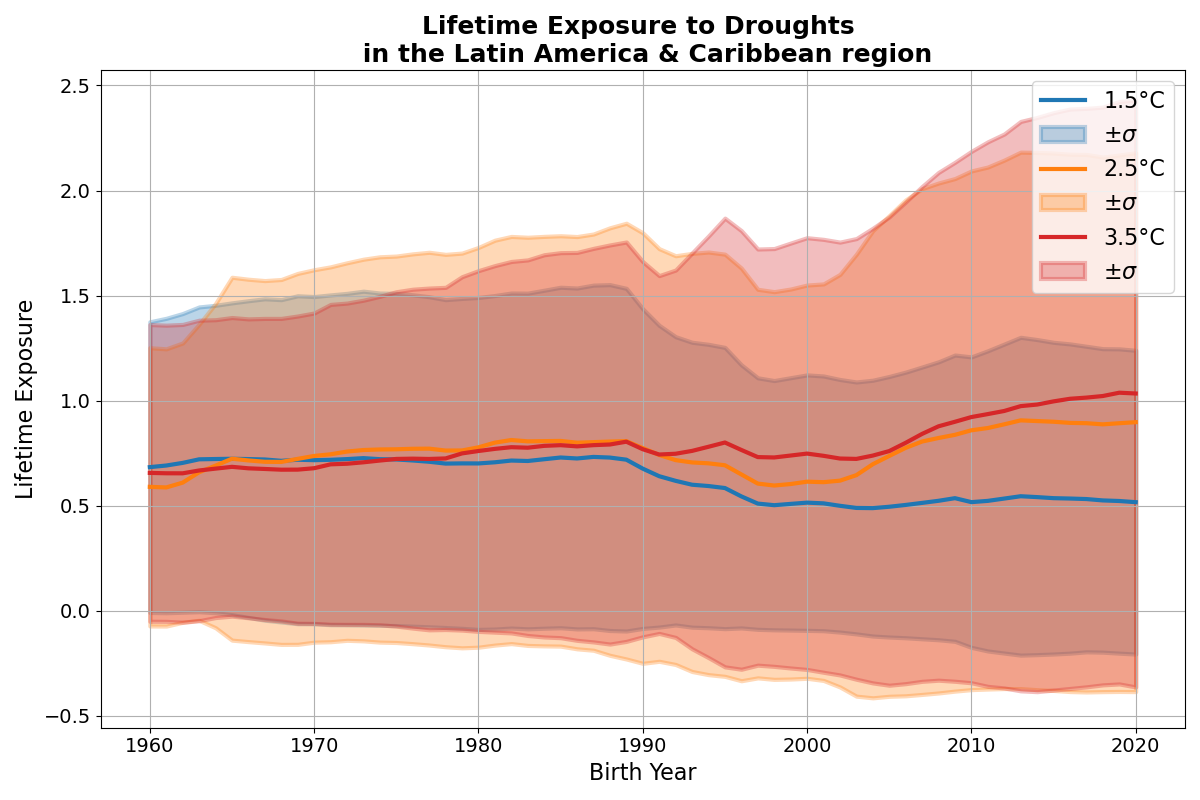 Lifetime Exposure to Droughts
in the Latin America & Caribbean region
Lifetime Exposure
2.5
2.0
1.5
1.0
0.5
0.0
−0.5
1960
1970
1980
1990
2000
2010
2020
Birth Year
1.5°C
±σ
2.5°C
±σ
3.5°C
±σ